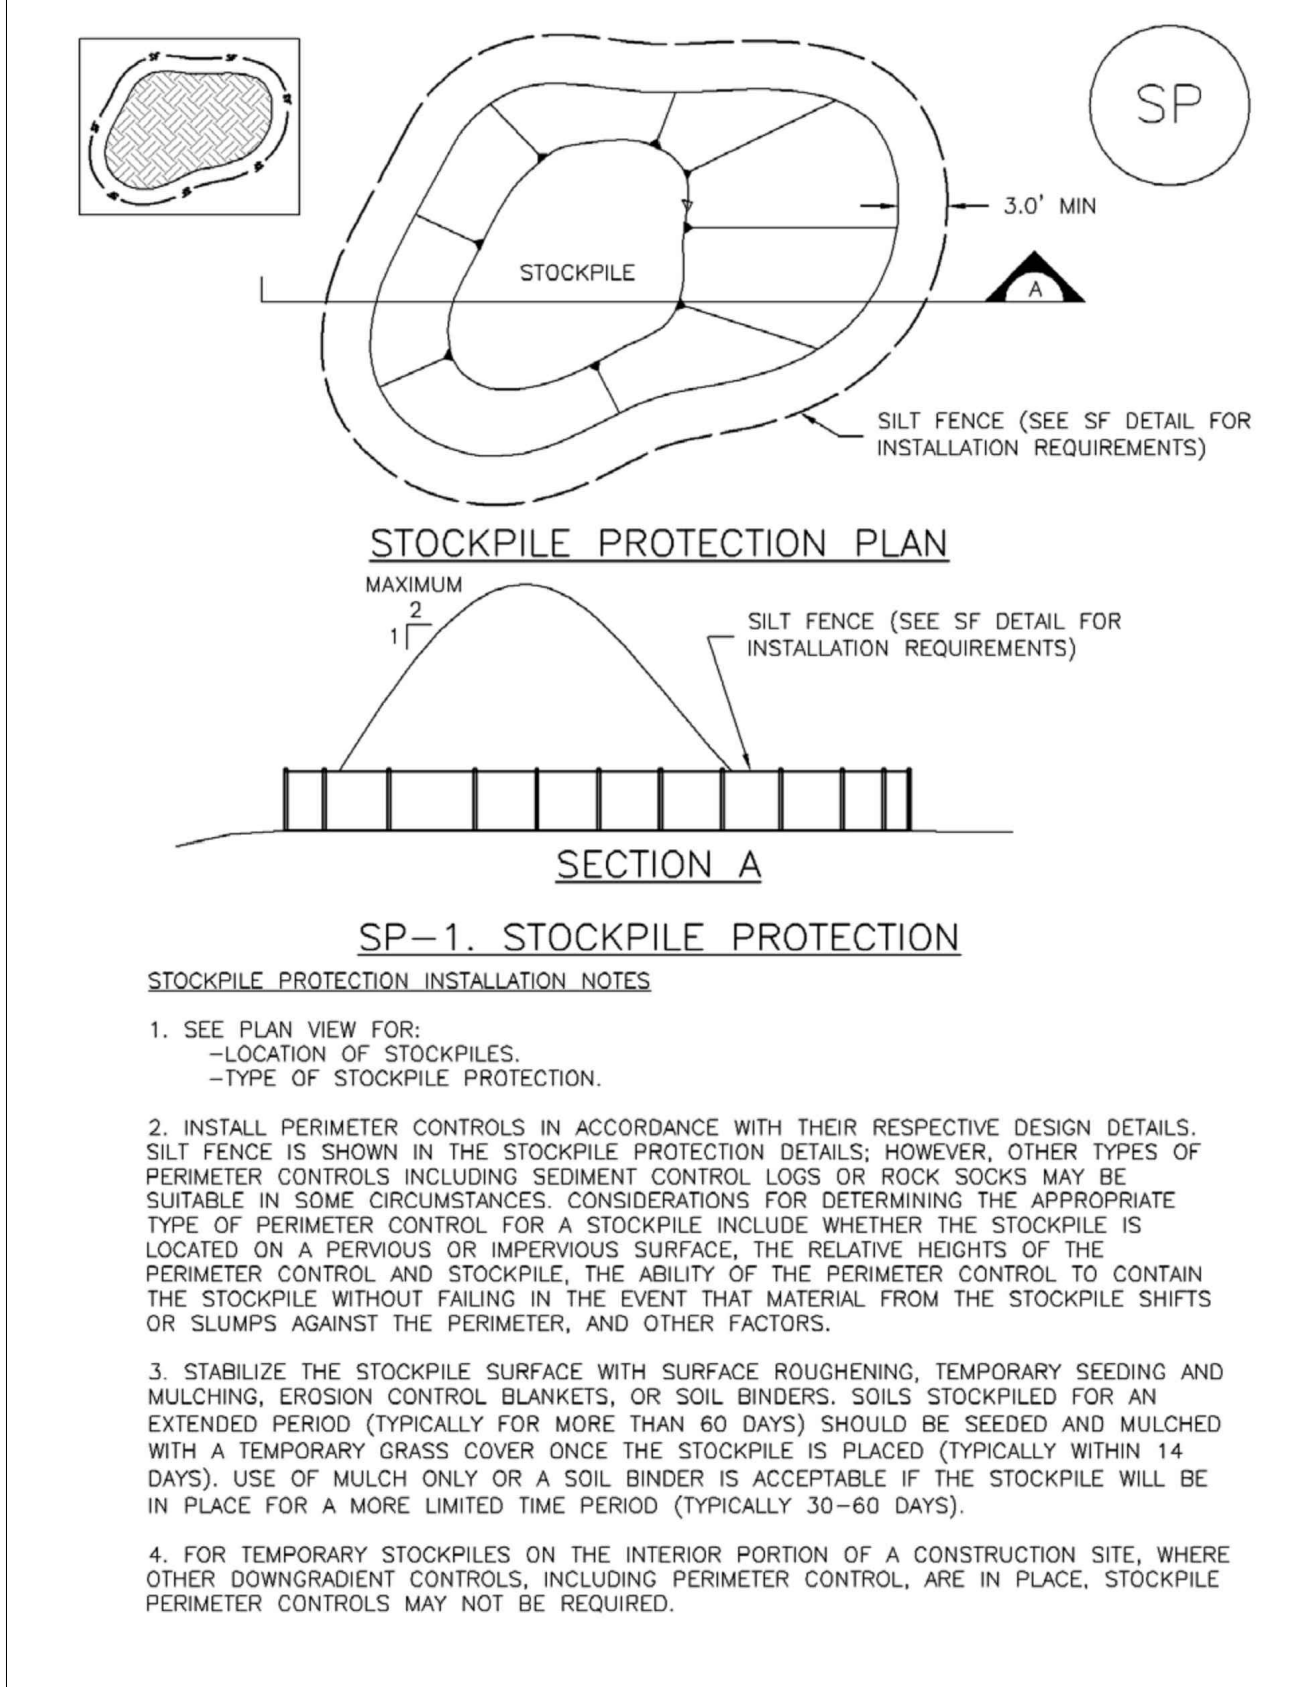 SF SF
SF SF
SF SF
SF SF
SP
3.0' MIN
STOCKPILE
A
SILT FENCE (SEE SF DETAIL FOR
INSTALLATION REQUIREMENTS)
STOCKPILE PROTECTION PLAN
MAXIMUM
2
1
SILT FENCE (SEE SF DETAIL FOR
INSTALLATION REQUIREMENTS)
SECTION A
SP-1. STOCKPILE PROTECTION
STOCKPILE PROTECTION INSTALLATION NOTES
1. SEE PLAN VIEW FOR:
-LOCATION OF STOCKPILES.
-TYPE OF STOCKPILE PROTECTION.
2. INSTALL PERIMETER CONTROLS IN ACCORDANCE WITH THEIR RESPECTIVE DESIGN DETAILS.
SILT FENCE IS SHOWN IN THE STOCKPILE PROTECTION DETAILS; HOWEVER, OTHER TYPES OF
PERIMETER CONTROLS INCLUDING SEDIMENT CONTROL LOGS OR ROCK SOCKS MAY BE
SUITABLE IN SOME CIRCUMSTANCES. CONSIDERATIONS FOR DETERMINING THE APPROPRIATE
TYPE OF PERIMETER CONTROL FOR A STOCKPILE INCLUDE WHETHER THE STOCKPILE IS
LOCATED ON A PERVIOUS OR IMPERVIOUS SURFACE, THE RELATIVE HEIGHTS OF THE
PERIMETER CONTROL AND STOCKPILE, THE ABILITY OF THE PERIMETER CONTROL TO CONTAIN
THE STOCKPILE WITHOUT FAILING IN THE EVENT THAT MATERIAL FROM THE STOCKPILE SHIFTS
OR SLUMPS AGAINST THE PERIMETER, AND OTHER FACTORS.
3. STABILIZE THE STOCKPILE SURFACE WITH SURFACE ROUGHENING, TEMPORARY SEEDING AND
MULCHING, EROSION CONTROL BLANKETS, OR SOIL BINDERS. SOILS STOCKPILED FOR AN
EXTENDED PERIOD (TYPICALLY FOR MORE THAN 60 DAYS) SHOULD BE SEEDED AND MULCHED
WITH A TEMPORARY GRASS COVER ONCE THE STOCKPILE IS PLACED (TYPICALLY WITHIN 14
DAYS). USE OF MULCH ONLY OR A SOIL BINDER IS ACCEPTABLE IF THE STOCKPILE WILL BE
IN PLACE FOR A MORE LIMITED TIME PERIOD (TYPICALLY 30-60 DAYS).
4. FOR TEMPORARY STOCKPILES ON THE INTERIOR PORTION OF A CONSTRUCTION SITE, WHERE
OTHER DOWNGRADIENT CONTROLS, INCLUDING PERIMETER CONTROL, ARE IN PLACE, STOCKPILE
PERIMETER CONTROLS MAY NOT BE REQUIRED.